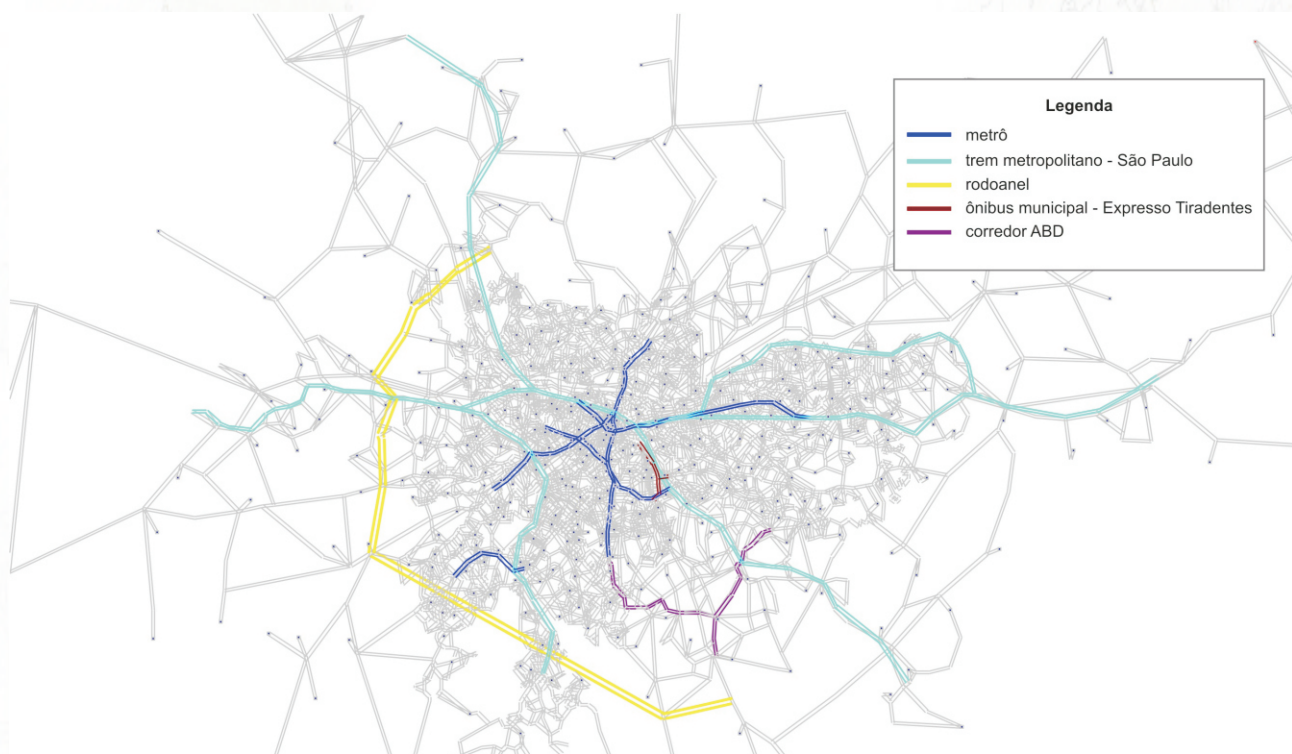 Legenda
metrô
trem metropolitano - São Paulo
rodoanel
ônibus municipal - Expresso Tiradentes
corredor ABD